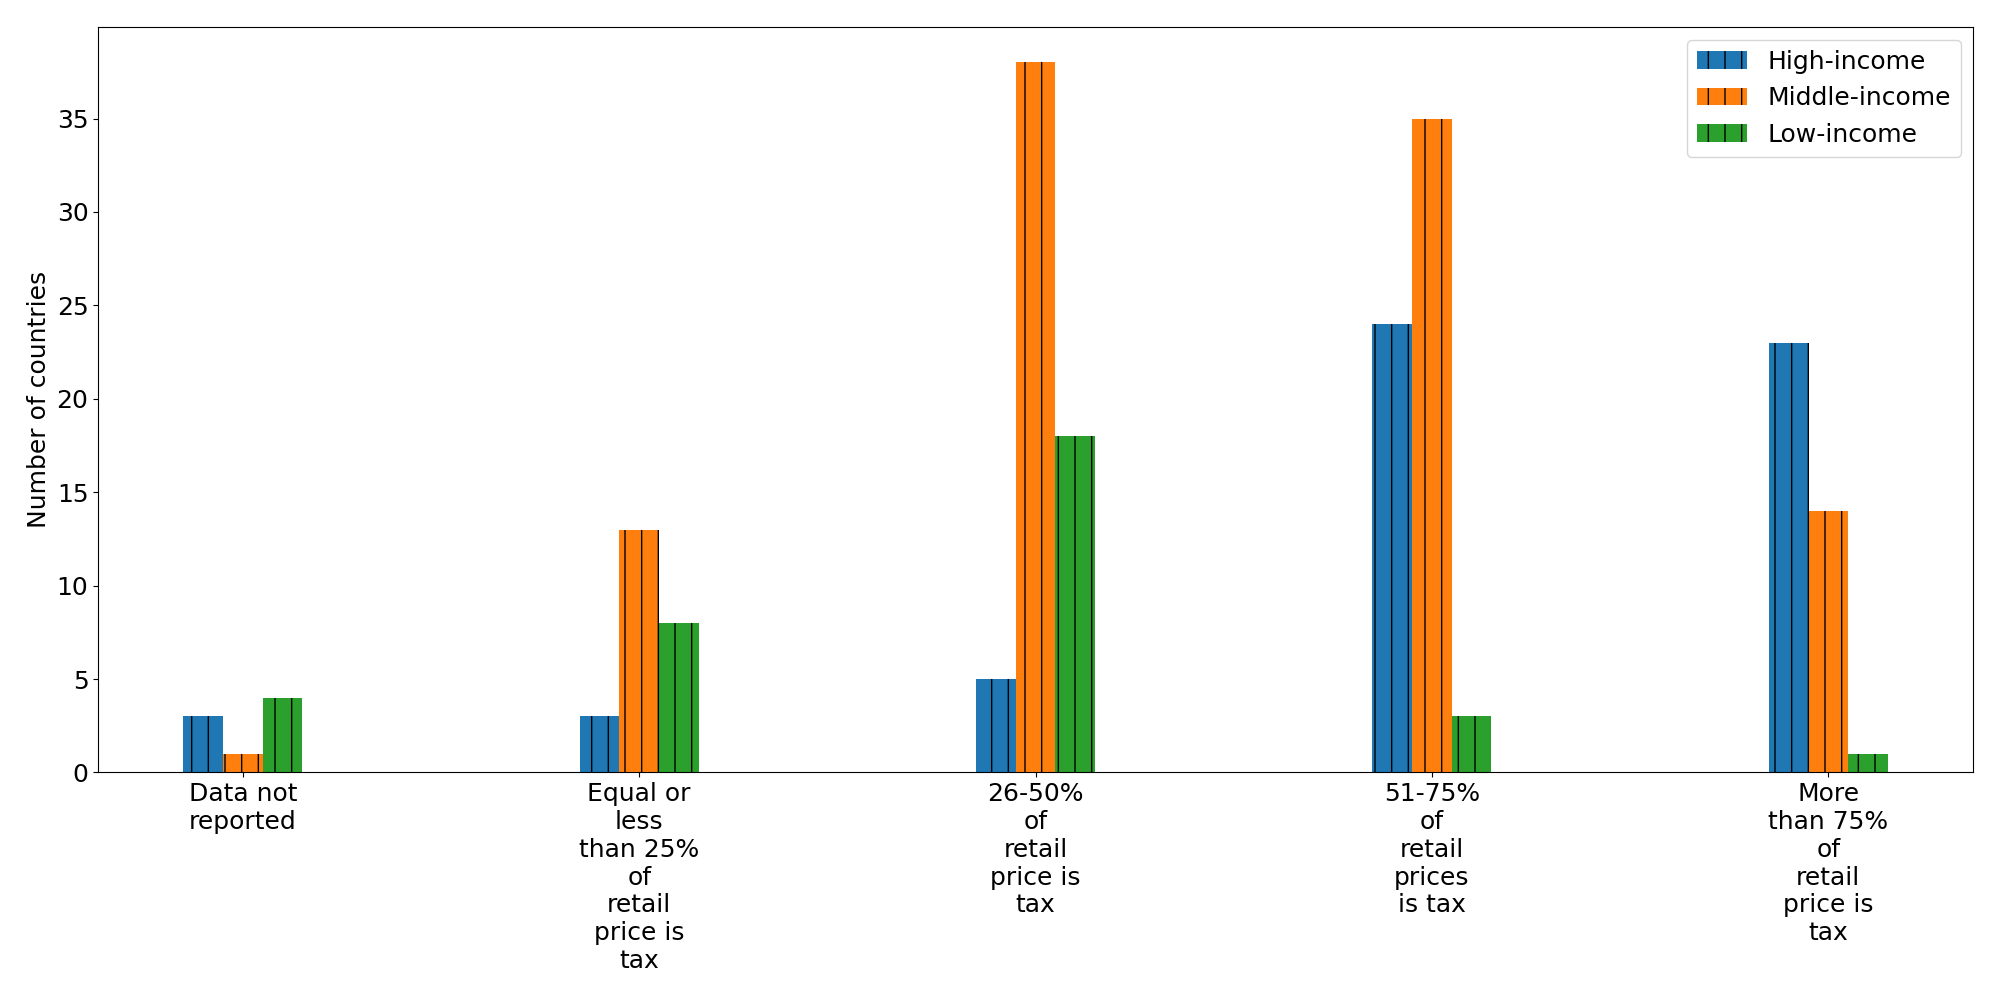 High-income
Middle-income
Low-income
Number of countries
35
30
25
20
15
10
5
0
Data not
reported
Equal or
less
than 25%
of
retail
price is
tax
26-50%
of
retail
price is
tax
51-75%
of
retail
prices
is tax
More
than 75%
of
retail
price is
tax